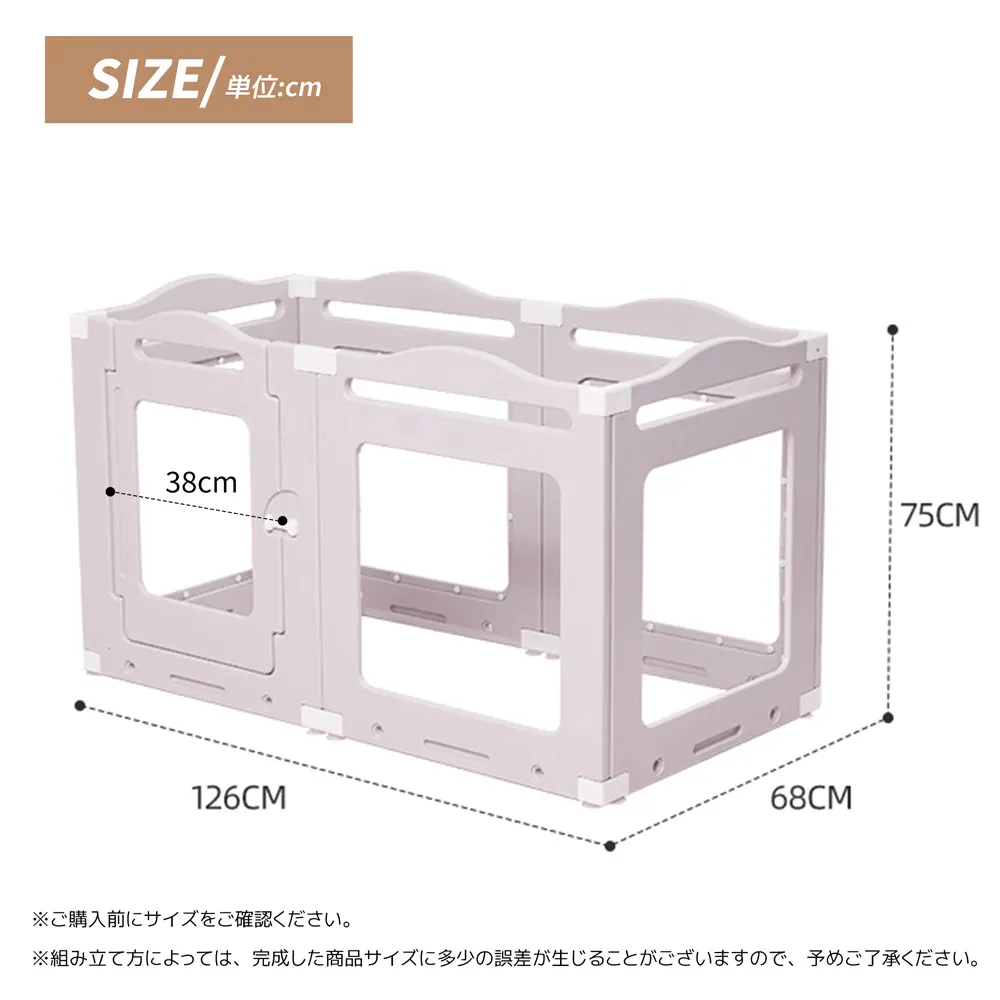 SIZE/単位:cm
38cm
75CM
126CM
68CM
※ご購入前にサイズをご確認ください。
※組み立て方によっては、完成した商品サイズに多少の誤差が生じることがございますので、予めご了承ください。